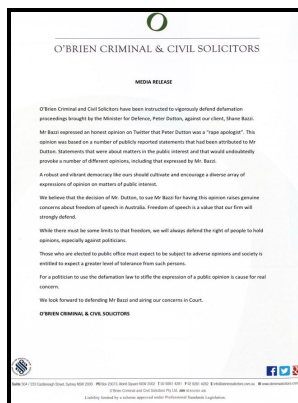 O'BRIEN CRIMINAL & CIVIL SOLICITORS
MEDIA RELEASE
O'Brien Criminal and Civil Solicitors have been instructed to vigorously defend defamation
proceedings brought by the Minister for Defence, Peter Dutton, against our client, Shane Bazzi.
Mr Bazzi expressed an honest opinion on Twitter that Peter Dutton was a "rape apologist". This
opinion was based on a number of publicly reported statements that had been attributed to Mr
Dutton. Statements that were about matters in the public interest and that would undoubtedly
provoke a number of different opinions, including that expressed by Mr. Bazzi.
A robust and vibrant democracy like ours should cultivate and encourage a diverse array of
expressions of opinion on matters of public interest.
We believe that the decision of Mr. Dutton, to sue Mr Bazzi for having this opinion raises genuine
concerns about freedom of speech in Australia. Freedom of speech is a value that our firm will
strongly defend.
While there must be some limits to that freedom, we will always defend the right of people to hold
opinions, especially against politicians.
Those who are elected to public office must expect to be subject to adverse opinions and society is
entitled to expect a greater level of tolerance from such persons.
For a politician to use the defamation law to stifle the expression of a public opinion is cause for real
concern.
We look forward to defending Mr Bazzi and airing our concerns in Court.
O'BRIEN CRIMINAL & CIVIL SOLICITORS
O'Brien Criminal and Civil Solicitors Pty Ltd
Liability limited by a scheme approved under Professional Standards Legislation.